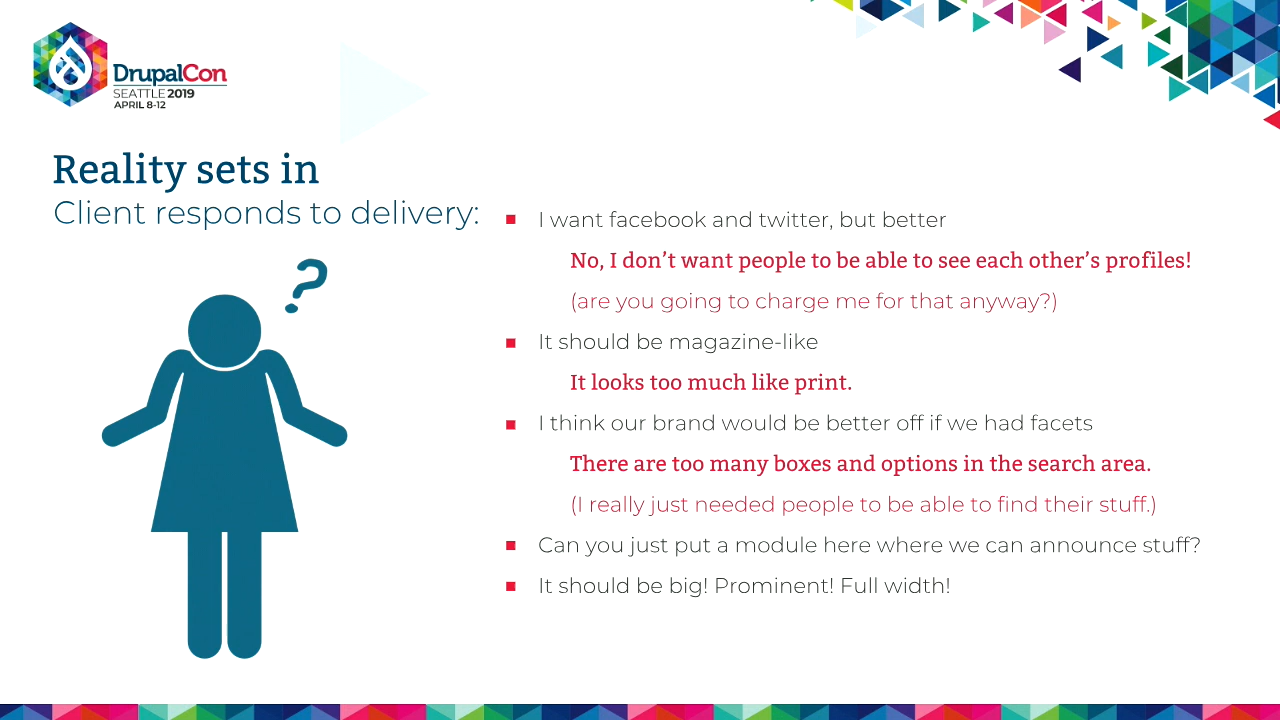 DrupalCon
SEATTLE 2019
APRIL 8-12
Reality sets in
Client responds to delivery:
?
I want facebook and twitter, but better
No, I don’t want people to be able to see each other’s profiles!
(are you going to charge me for that anyway?)
It should be magazine-like
It looks too much like print.
I think our brand would be better off if we had facets
There are too many boxes and options in the search area.
(I really just needed people to be able to find their stuff.)
Can you just put a module here where we can announce stuff?
It should be big! Prominent! Full width!